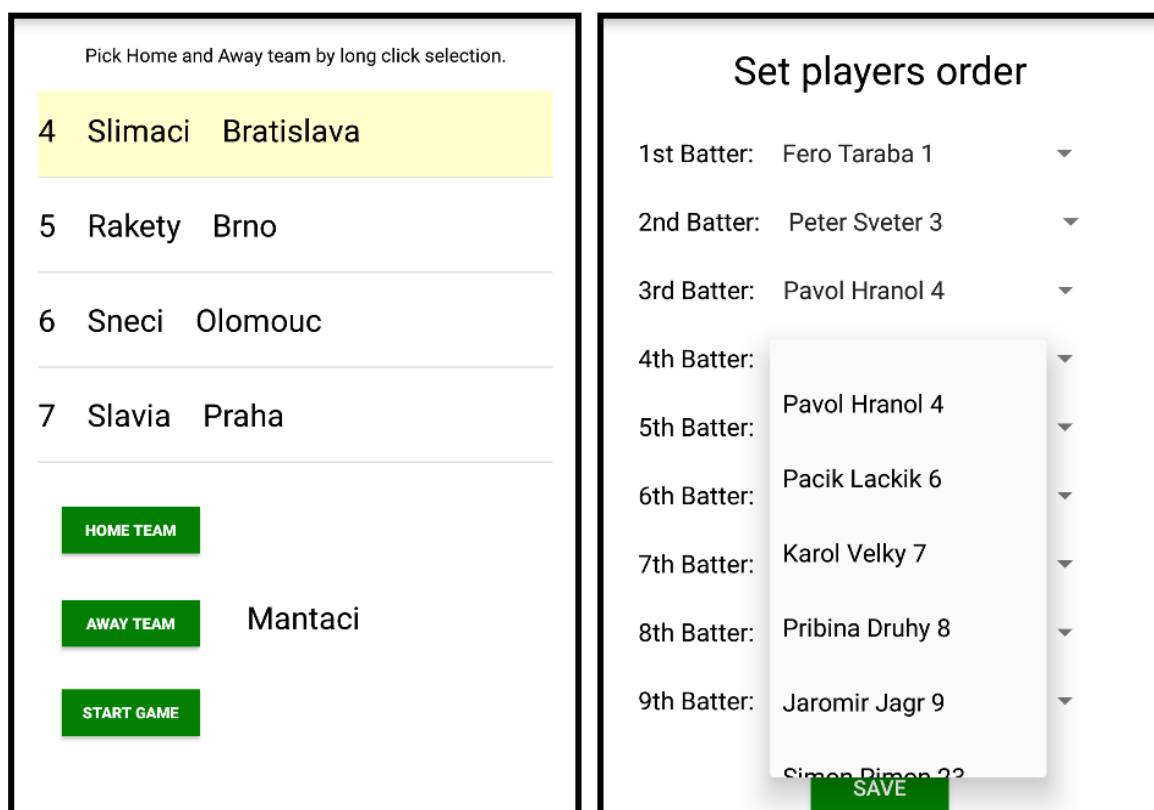 Pick Home and Away team by long click selection.
4 Slimaci Bratislava
5 Rakety Brno
6 Sneci Olomouc
7 Slavia Praha
HOME TEAM
AWAY TEAM Mantaci
START GAME
Set players order
1st Batter: Fero Taraba 1
2nd Batter: Peter Sveter 3
3rd Batter: Pavol Hranol 4
4th Batter:
Pavol Hranol 4
5th Batter:
Pacik Lackik 6
6th Batter:
Karol Velky 7
7th Batter:
Pribina Druhy 8
8th Batter:
Jaromir Jagr 9
9th Batter:
Simon Pimon 23
SAVE